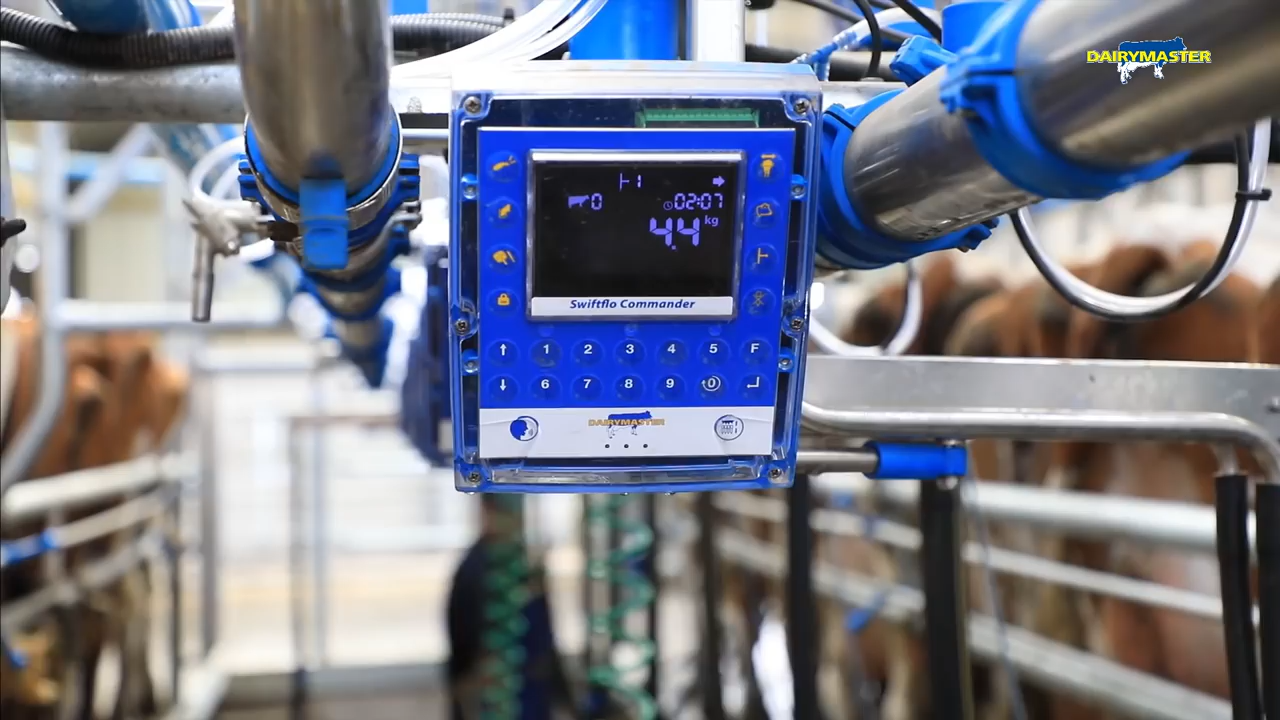 DAIRYMASTER
1
0 02:07
4.4 kg
Swiftflo Commander
1 2 3 4 5 F
6 7 8 9 0
DAIRYMASTER